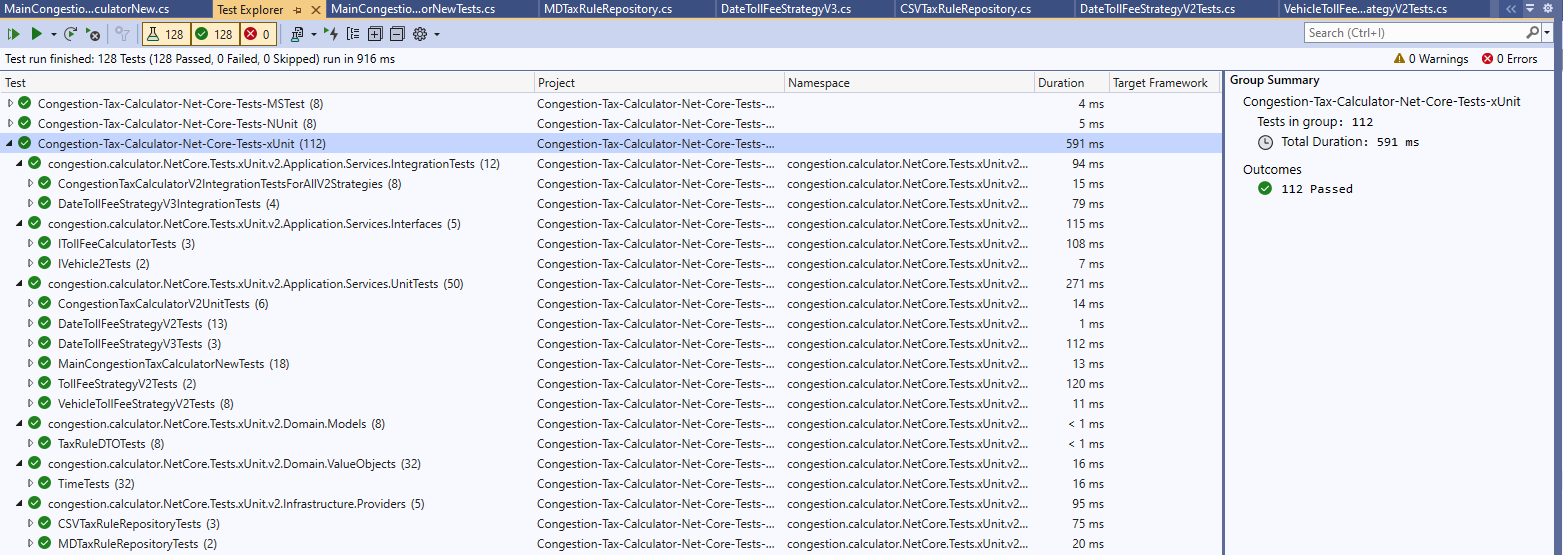 MainCongestio...culatorNew.cs Test Explorer MainCongestio...orNewTests.cs MDTaxRuleRepository.cs DateTollFeeStrategyV3.cs CSVTaxRuleRepository.cs DateTollFeeStrategyV2Tests.cs VehicleTollFee...ategyV2Tests.cs
128 128 0 Search (Ctrl+I)
Test run finished: 128 Tests (128 Passed, 0 Failed, 0 Skipped) run in 916 ms 0 Warnings 0 Errors
Test Project Namespace Duration Target Framework Group Summary
Congestion-Tax-Calculator-Net-Core-Tests-MSTest (8) Congestion-Tax-Calculator-Net-Core-Tests-... 4 ms Congestion-Tax-Calculator-Net-Core-Tests-xUnit
Congestion-Tax-Calculator-Net-Core-Tests-NUnit (8) Congestion-Tax-Calculator-Net-Core-Tests-... 5 ms Tests in group: 112
Congestion-Tax-Calculator-Net-Core-Tests-xUnit (112) Congestion-Tax-Calculator-Net-Core-Tests-... 591 ms Total Duration: 591 ms
congestion.calculator.NetCore.Tests.xUnit.v2.Application.Services.IntegrationTests (12) Congestion-Tax-Calculator-Net-Core-Tests-... congestion.calculator.NetCore.Tests.xUnit.v2... 94 ms Outcomes
CongestionTaxCalculatorV2IntegrationTestsForAllV2Strategies (8) Congestion-Tax-Calculator-Net-Core-Tests-... congestion.calculator.NetCore.Tests.xUnit.v2... 15 ms 112 Passed
DateTollFeeStrategyV3IntegrationTests (4) Congestion-Tax-Calculator-Net-Core-Tests-... congestion.calculator.NetCore.Tests.xUnit.v2... 79 ms
congestion.calculator.NetCore.Tests.xUnit.v2.Application.Services.Interfaces (5) Congestion-Tax-Calculator-Net-Core-Tests-... congestion.calculator.NetCore.Tests.xUnit.v2... 115 ms
ITollFeeCalculatorTests (3) Congestion-Tax-Calculator-Net-Core-Tests-... congestion.calculator.NetCore.Tests.xUnit.v2... 108 ms
IVehicle2Tests (2) Congestion-Tax-Calculator-Net-Core-Tests-... congestion.calculator.NetCore.Tests.xUnit.v2... 7 ms
congestion.calculator.NetCore.Tests.xUnit.v2.Application.Services.UnitTests (50) Congestion-Tax-Calculator-Net-Core-Tests-... congestion.calculator.NetCore.Tests.xUnit.v2... 271 ms
CongestionTaxCalculatorV2UnitTests (6) Congestion-Tax-Calculator-Net-Core-Tests-... congestion.calculator.NetCore.Tests.xUnit.v2... 14 ms
DateTollFeeStrategyV2Tests (13) Congestion-Tax-Calculator-Net-Core-Tests-... congestion.calculator.NetCore.Tests.xUnit.v2... 1 ms
DateTollFeeStrategyV3Tests (3) Congestion-Tax-Calculator-Net-Core-Tests-... congestion.calculator.NetCore.Tests.xUnit.v2... 112 ms
MainCongestionTaxCalculatorNewTests (18) Congestion-Tax-Calculator-Net-Core-Tests-... congestion.calculator.NetCore.Tests.xUnit.v2... 13 ms
TollFeeStrategyV2Tests (2) Congestion-Tax-Calculator-Net-Core-Tests-... congestion.calculator.NetCore.Tests.xUnit.v2... 120 ms
VehicleTollFeeStrategyV2Tests (8) Congestion-Tax-Calculator-Net-Core-Tests-... congestion.calculator.NetCore.Tests.xUnit.v2... 11 ms
congestion.calculator.NetCore.Tests.xUnit.v2.Domain.Models (8) Congestion-Tax-Calculator-Net-Core-Tests-... congestion.calculator.NetCore.Tests.xUnit.v2... < 1 ms
TaxRuleDTOTests (8) Congestion-Tax-Calculator-Net-Core-Tests-... congestion.calculator.NetCore.Tests.xUnit.v2... < 1 ms
congestion.calculator.NetCore.Tests.xUnit.v2.Domain.ValueObjects (32) Congestion-Tax-Calculator-Net-Core-Tests-... congestion.calculator.NetCore.Tests.xUnit.v2... 16 ms
TimeTests (32) Congestion-Tax-Calculator-Net-Core-Tests-... congestion.calculator.NetCore.Tests.xUnit.v2... 16 ms
congestion.calculator.NetCore.Tests.xUnit.v2.Infrastructure.Providers (5) Congestion-Tax-Calculator-Net-Core-Tests-... congestion.calculator.NetCore.Tests.xUnit.v2... 95 ms
CSVTaxRuleRepositoryTests (3) Congestion-Tax-Calculator-Net-Core-Tests-... congestion.calculator.NetCore.Tests.xUnit.v2... 75 ms
MDTaxRuleRepositoryTests (2) Congestion-Tax-Calculator-Net-Core-Tests-... congestion.calculator.NetCore.Tests.xUnit.v2... 20 ms